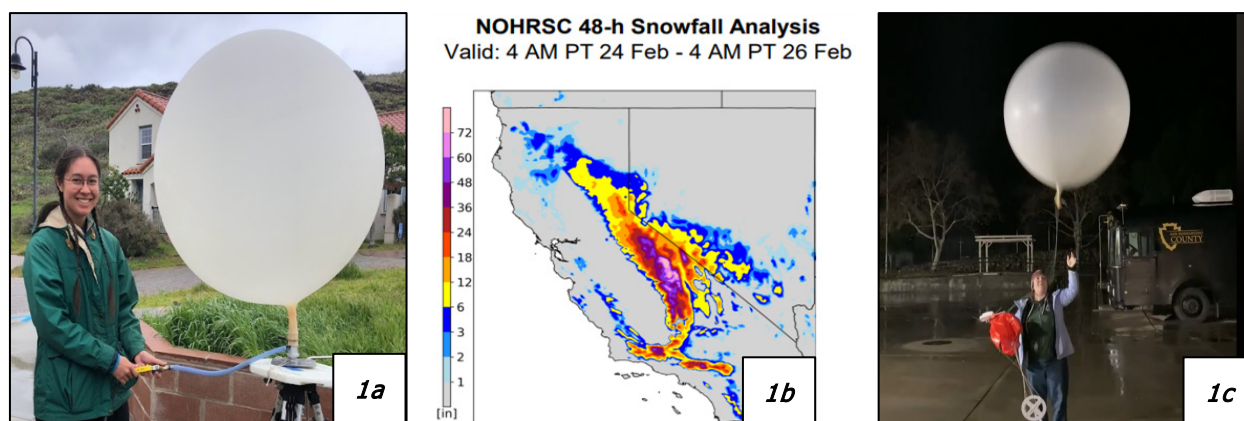 NOHRSC 48-h Snowfall Analysis
Valid: 4 AM PT 24 Feb - 4 AM PT 26 Feb
72
60
48
36
24
18
12
6
3
2
1
[in]
COUNTY
1a
1b
1c